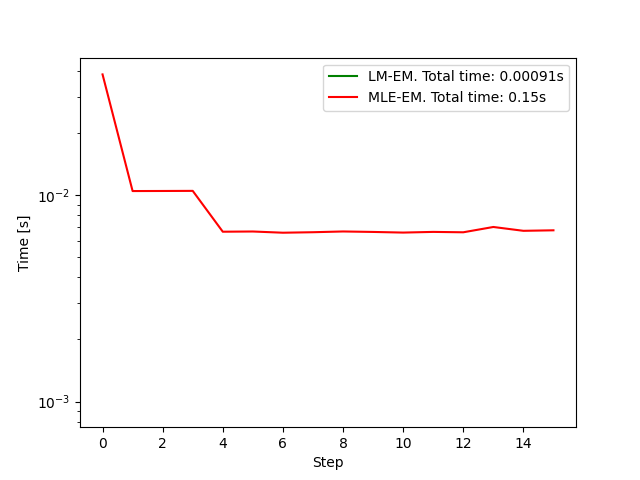 LM-EM. Total time: 0.00091s
MLE-EM. Total time: 0.15s
10⁻²
10⁻³
Time [s]
0 2 4 6 8 10 12 14
Step